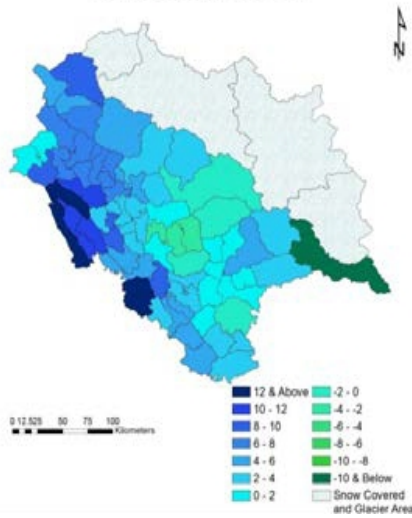 N
0 12.525 50 75 100
Kilometers
12 & Above
10 - 12
8 - 10
6 - 8
4 - 6
2 - 4
0 - 2
-2 - 0
-4 - -2
-6 - -4
-8 - -6
-10 - -8
-10 & Below
Snow Covered
and Glacier Area